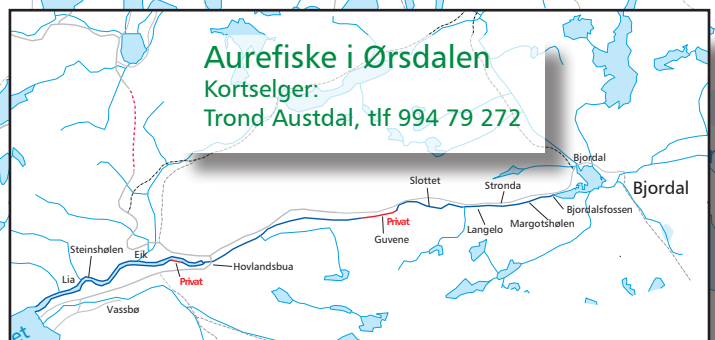 Aurefiske i Ørsdalen
Kortselger:
Trond Austdal, tlf 994 79 272
Bjordal
Bjordal
Slottet
Stronda
Bjordalsfossen
Privat
Margotshølen
Langelo
Guvene
Steinshølen
Eik
Hovlandsbua
Lia
Privat
Vassbø
et